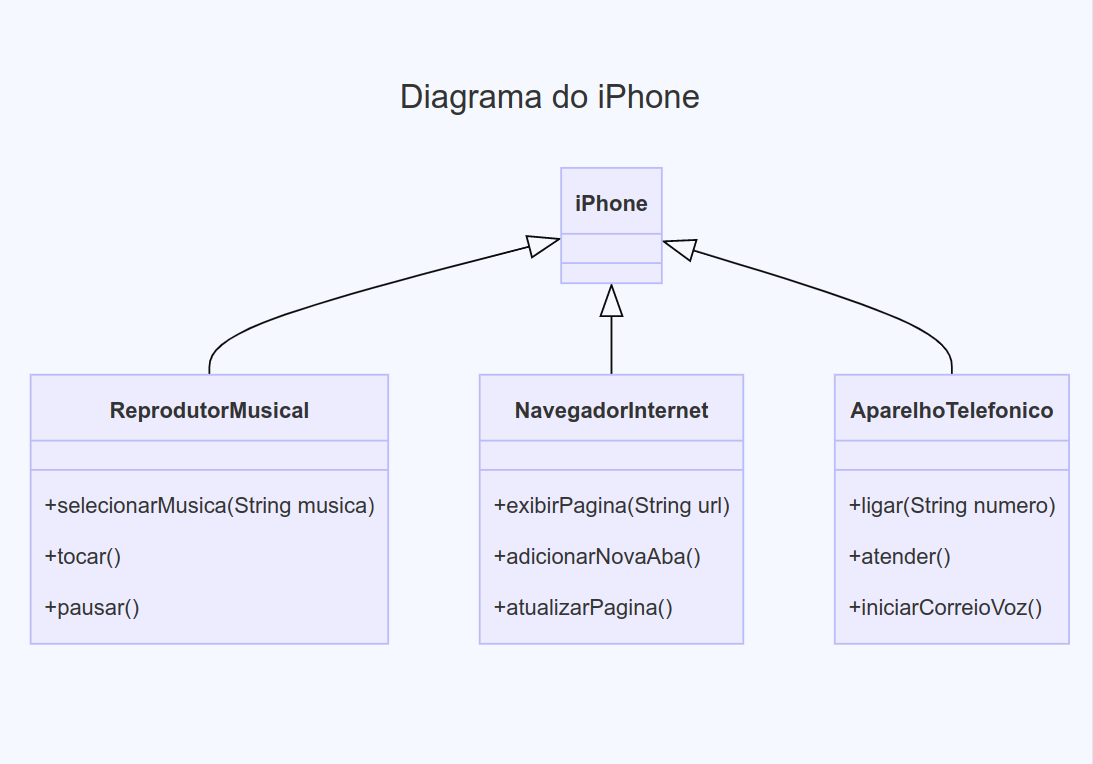 Diagrama do iPhone
iPhone
ReprodutorMusical
+selecionarMusica(String musica)
+tocar()
+pausar()
NavegadorInternet
+exibirPagina(String url)
+adicionarNovaAba()
+atualizarPagina()
AparelhoTelefonico
+ligar(String numero)
+atender()
+iniciarCorreioVoz()